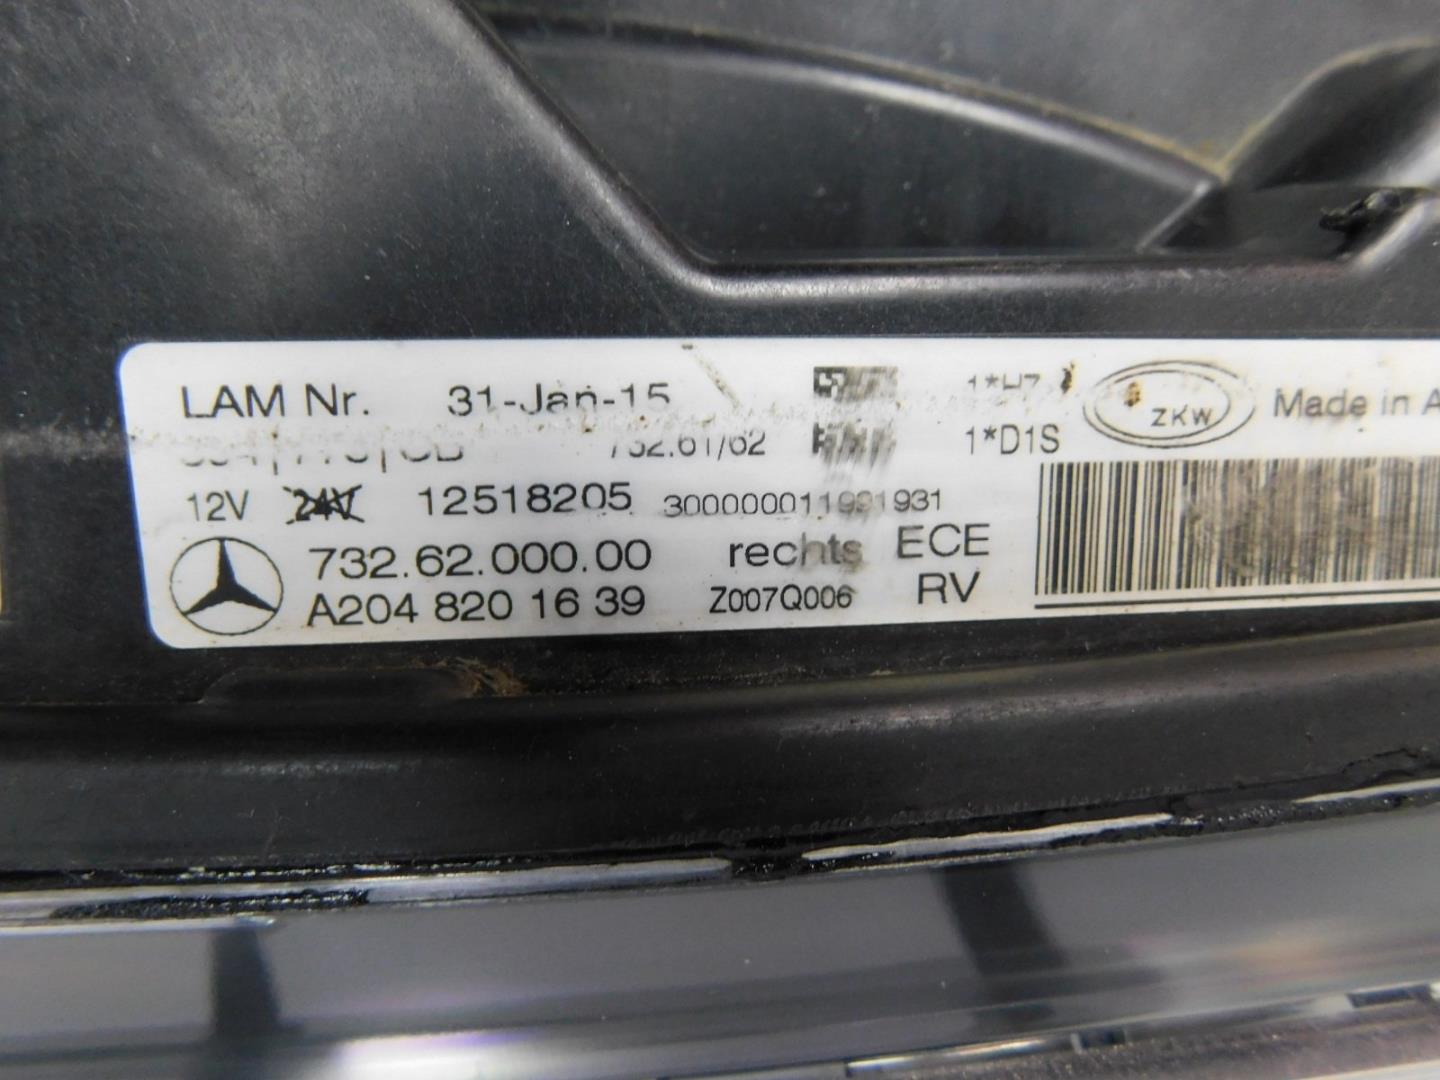 LAM Nr. 31-Jan-15 1*H7 ZKW Made in A
732.61/62 1*D1S
12V 24V 12518205 300000011991931
732.62.000.00 rechts ECE
A204 820 16 39 Z007Q006 RV